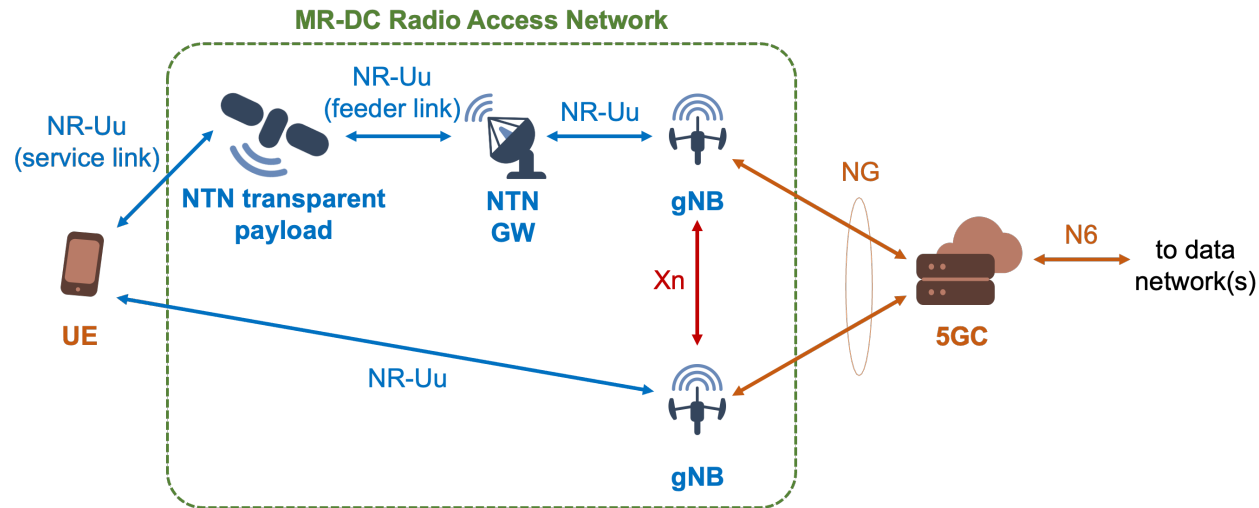 MR-DC Radio Access Network
NR-Uu
(service link)
NR-Uu
(feeder link)
NR-Uu
NTN transparent
payload
NTN
GW
gNB
NG
Xn
UE
NR-Uu
gNB
5GC
N6
to data
network(s)